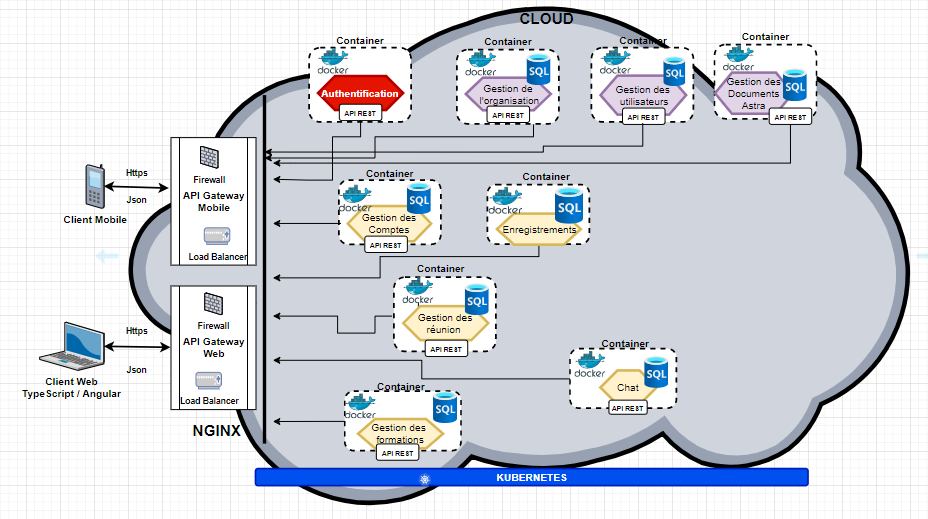 CLOUD
Container
docker
Authentification
API REST
Container
docker
SQL
Gestion de
l'organisation
API REST
Container
docker
SQL
Gestion des
utilisateurs
API REST
Container
docker
SQL
Gestion des
Documents
Astra
API REST
Client Mobile
Https
Json
Firewall
API Gateway
Mobile
Load Balancer
Container
docker
SQL
Gestion des
Comptes
API REST
Container
docker
SQL
Enregistrements
Container
docker
SQL
Gestion des
réunion
API REST
Client Web
TypeScript / Angular
Https
Json
Firewall
API Gateway
Web
Load Balancer
NGINX
Container
docker
SQL
Chat
API REST
Container
docker
SQL
Gestion des
formations
API REST
KUBERNETES